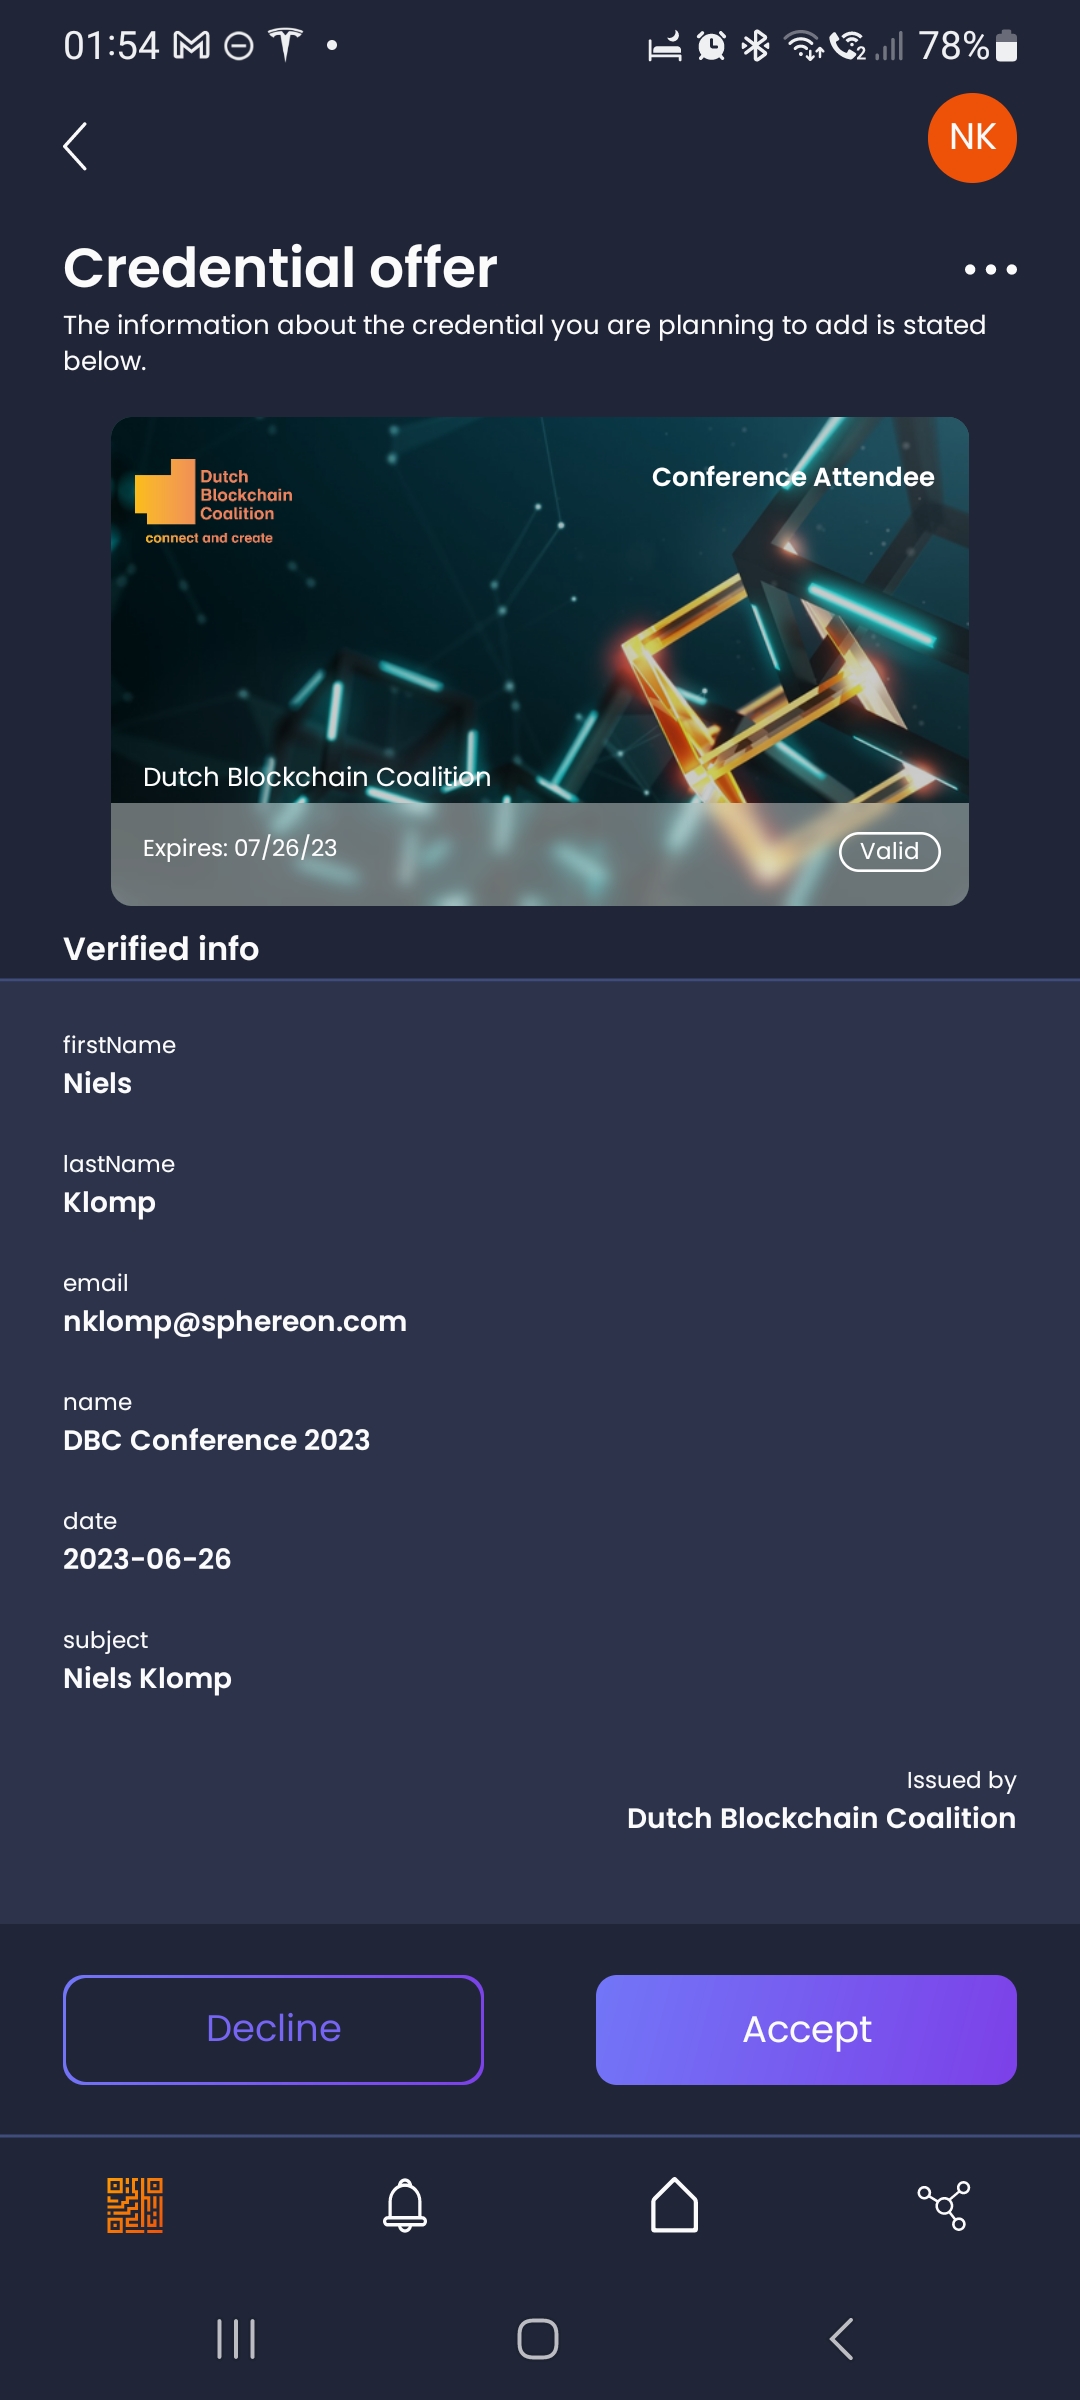 01:54
2
78%
NK
Credential offer
The information about the credential you are planning to add is stated
below.
Dutch
Blockchain
Coalition
connect and create
Conference Attendee
Dutch Blockchain Coalition
Expires: 07/26/23
Valid
Verified info
firstName
Niels
lastName
Klomp
email
nklomp@sphereon.com
name
DBC Conference 2023
date
2023-06-26
subject
Niels Klomp
Issued by
Dutch Blockchain Coalition
Decline
Accept